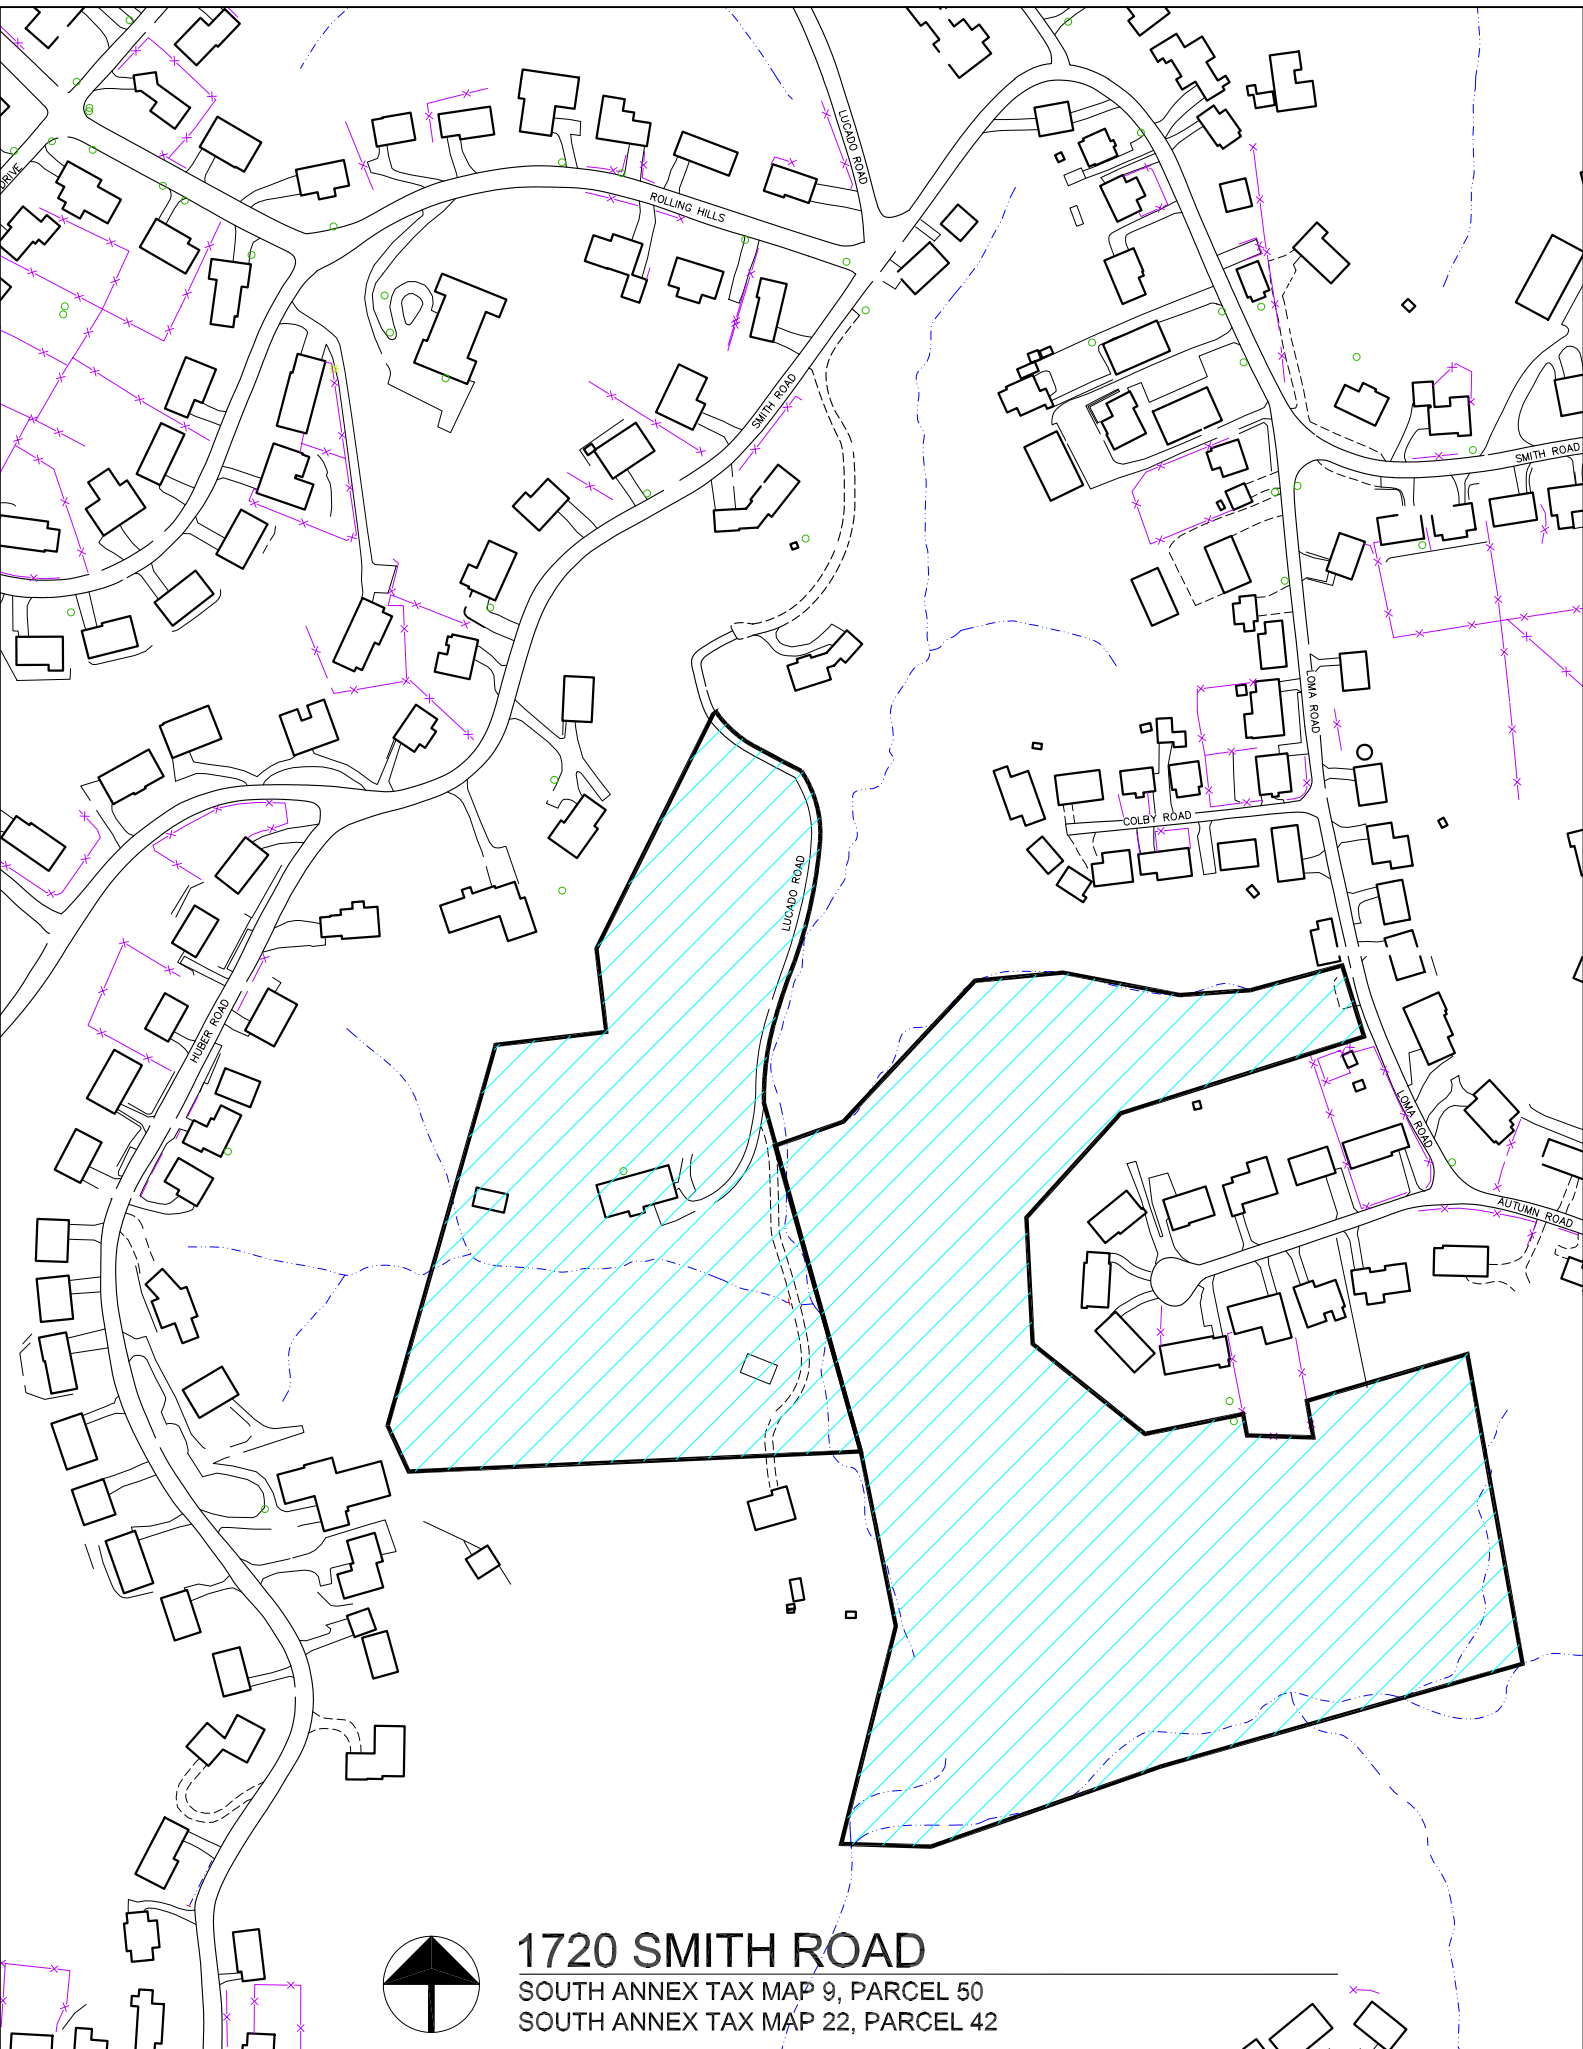 DRIVE
LUCADO ROAD
ROLLING HILLS
SMITH ROAD
SMITH ROAD
LOMA ROAD
COLBY ROAD
LUCADO ROAD
HUBER ROAD
LOMA ROAD
AUTUMN ROAD
1720 SMITH ROAD
SOUTH ANNEX TAX MAP 9, PARCEL 50
SOUTH ANNEX TAX MAP 22, PARCEL 42